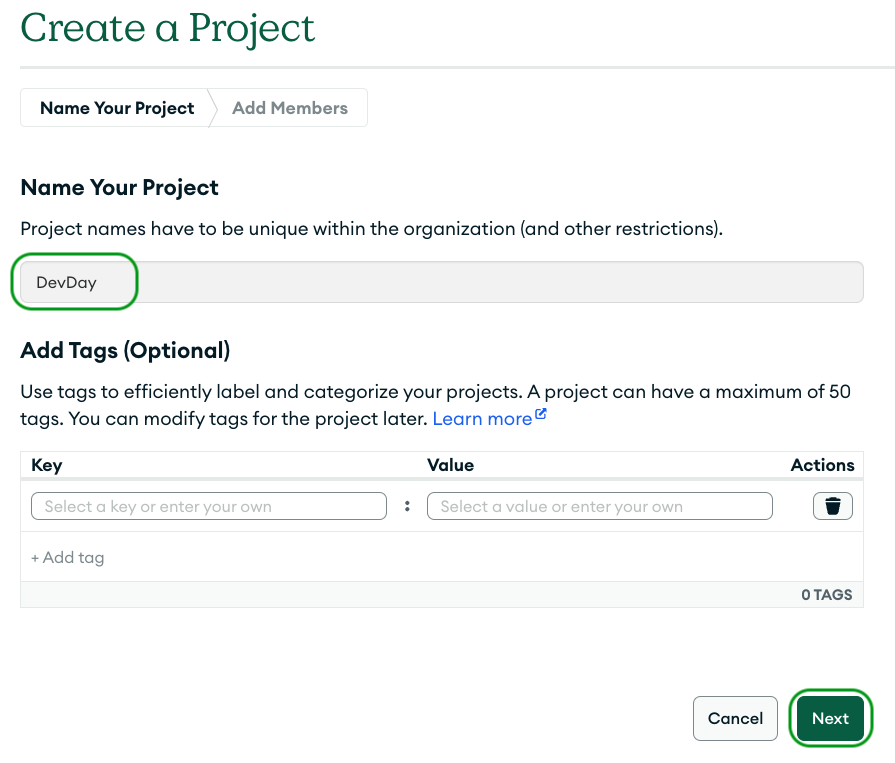 Create a Project
Name Your Project
Add Members
Name Your Project
Project names have to be unique within the organization (and other restrictions).
DevDay
Add Tags (Optional)
Use tags to efficiently label and categorize your projects. A project can have a maximum of 50
tags. You can modify tags for the project later. Learn more
Key Value Actions
Select a key or enter your own : Select a value or enter your own
+ Add tag
0 TAGS
Cancel Next